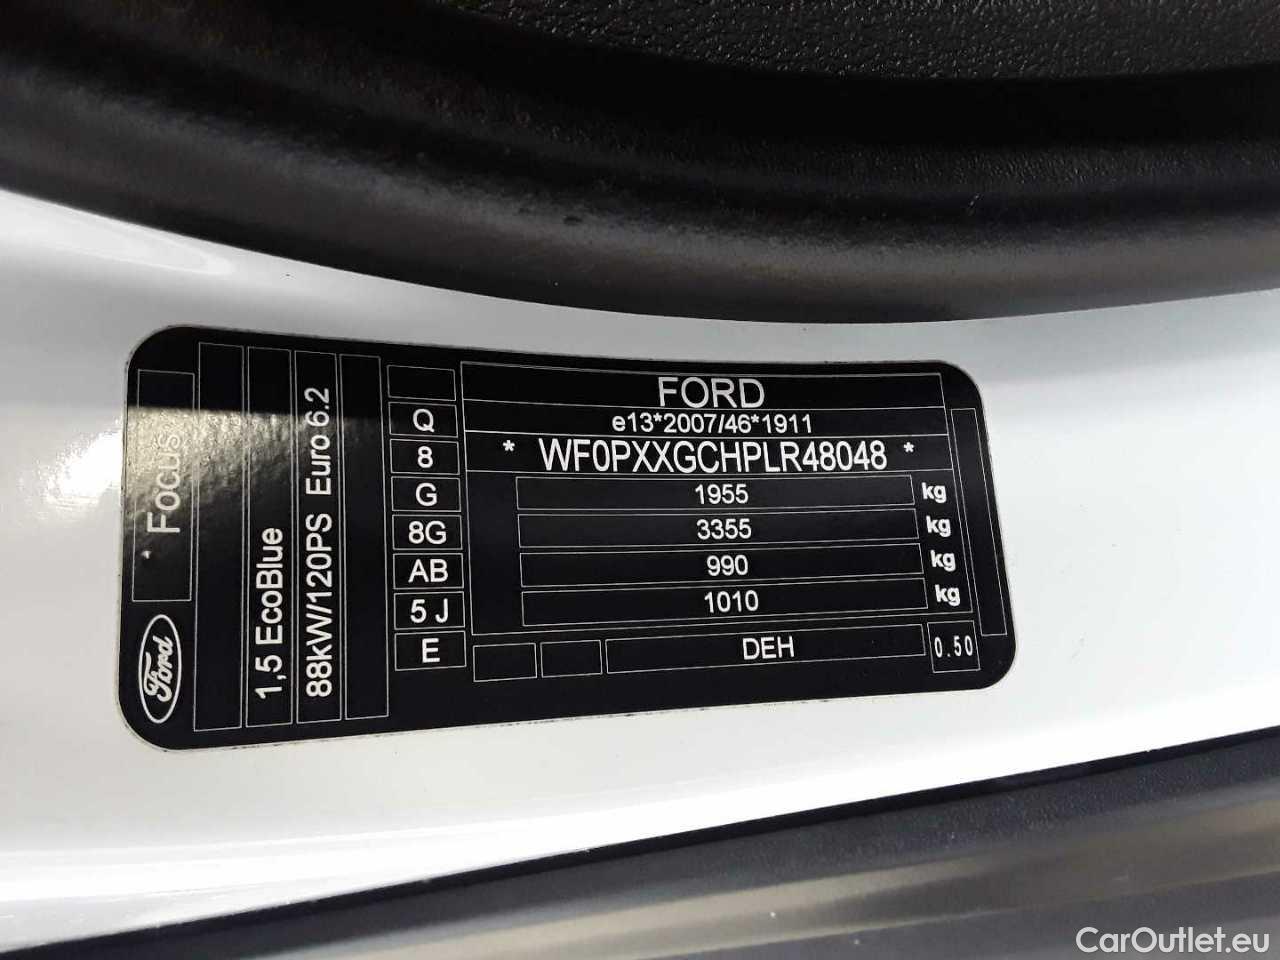 FORD
e13*2007/46*1911
* WF0PXXGCHPLR48048 *
1955 kg
3355 kg
990 kg
1010 kg
DEH
0.50
Q
8
G
8G
AB
5 J
E
Focus
1,5 EcoBlue
88kW/120PS Euro 6.2
Ford
CarOutlet.eu